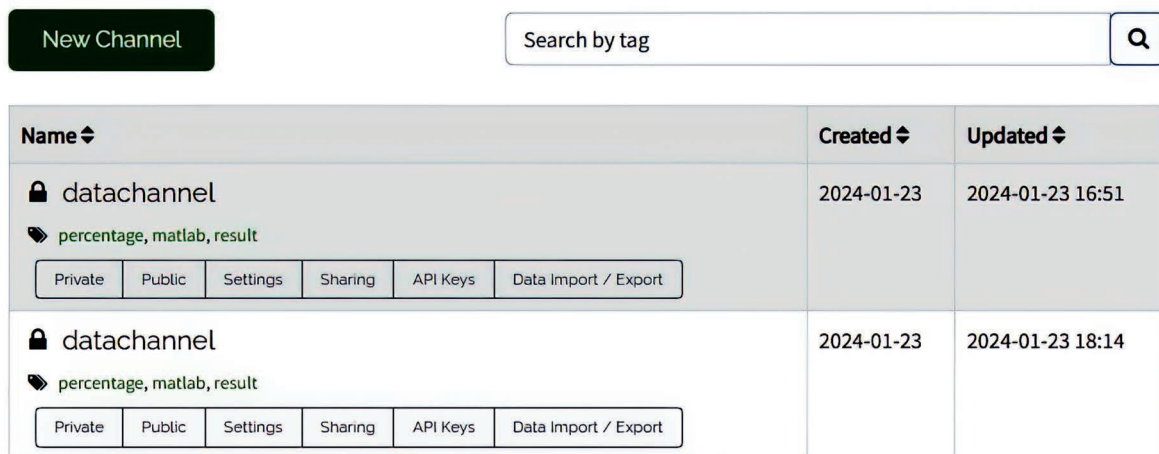 New Channel Search by tag
Name Created Updated
datachannel 2024-01-23 2024-01-23 16:51
percentage, matlab, result
Private Public Settings Sharing API Keys Data Import / Export
datachannel 2024-01-23 2024-01-23 18:14
percentage, matlab, result
Private Public Settings Sharing API Keys Data Import / Export